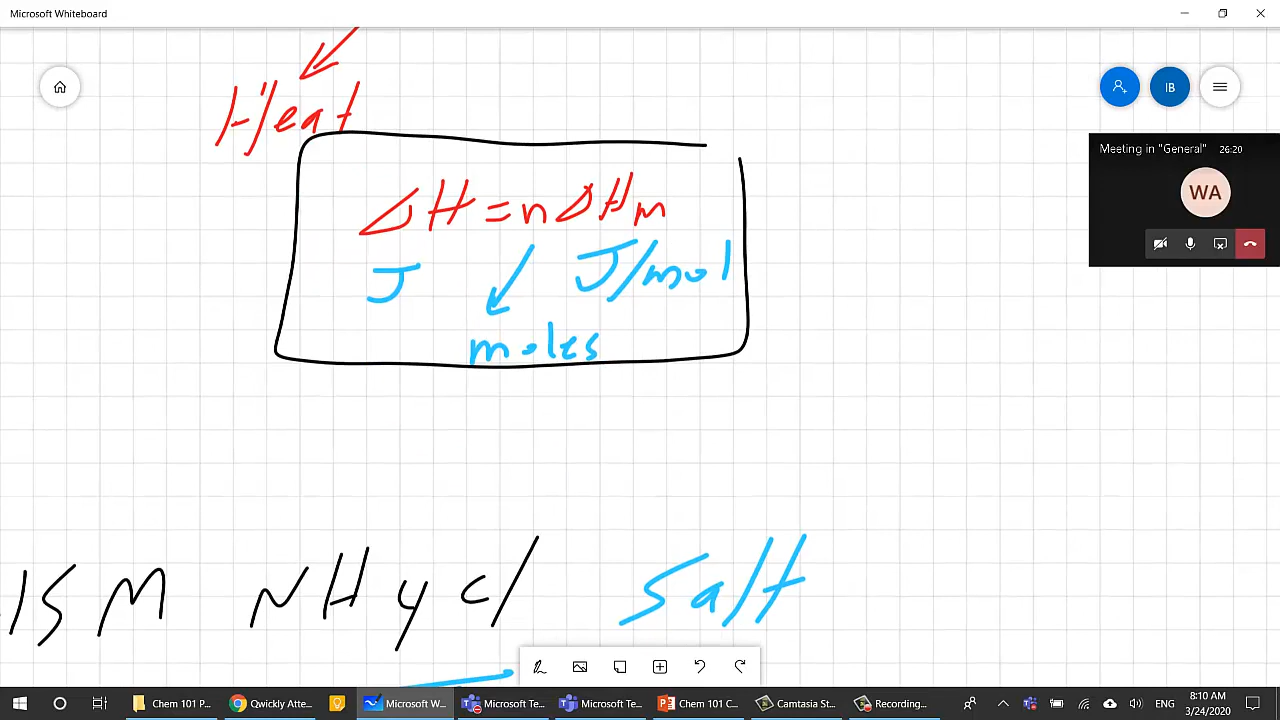 Microsoft Whiteboard
Heat
IB
Meeting in "General" 26:20
WA
ΔH = nΔHm
J J/mol
moles
15 M NH4Cl Salt
Chem 101 P...
Qwickly Atte...
Microsoft W...
Microsoft Te...
Microsoft Te...
Chem 101 C...
Camtasia St...
Recording...
ENG
8:10 AM
3/24/2020